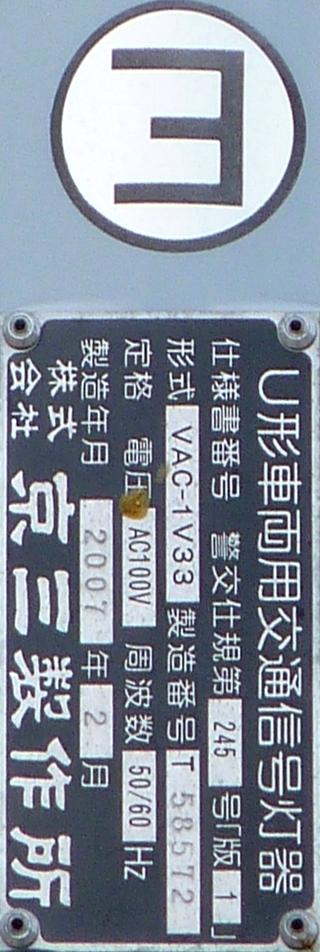 U形車両用交通信号灯器
仕様書番号 警交仕規第 245 号「版 1」
形式 VAC-1V33 製造番号 T58572
定格 電圧 AC100V 周波数 50/60 Hz
製造年月 2007 年 2 月
株式会社 京三製作所